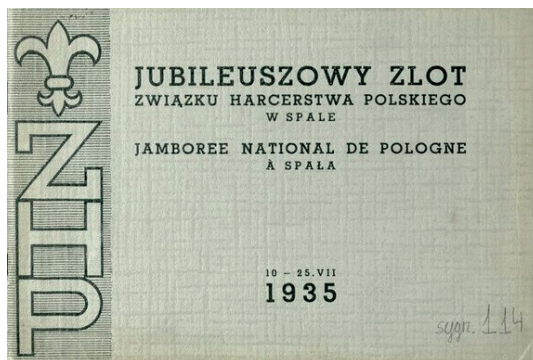 ZHP
JUBILEUSZOWY ZLOT
ZWIĄZKU HARCERSTWA POLSKIEGO
W SPALE
JAMBOREE NATIONAL DE POLOGNE
À SPAŁA
10 – 25.VII
1935
sygn. 114